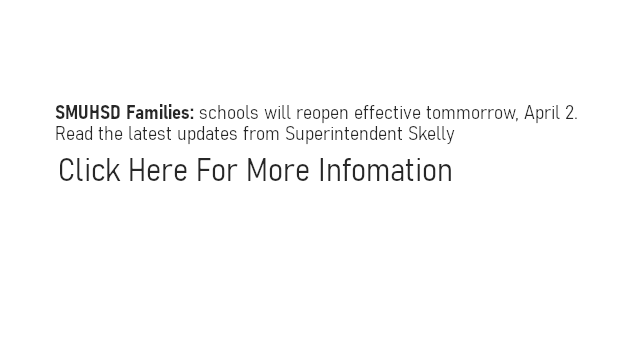 SMUHSD Families: schools will reopen effective tommorrow, April 2.
Read the latest updates from Superintendent Skelly
Click Here For More Infomation